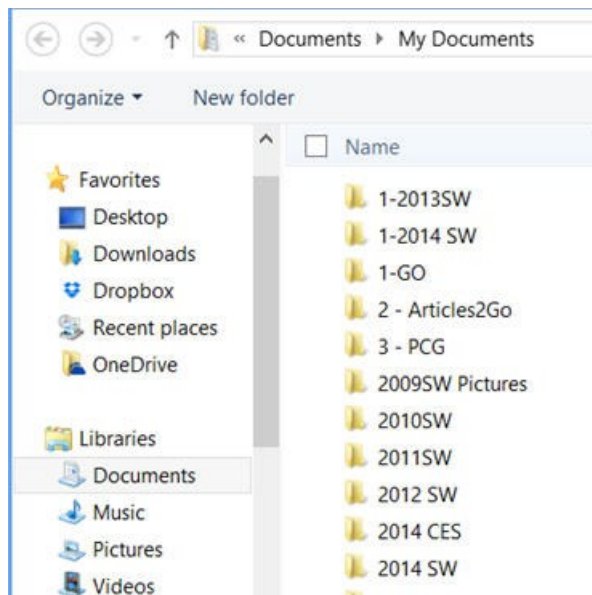 « Documents ▸ My Documents
Organize ▾ New folder
Name
Favorites
Desktop
Downloads
Dropbox
Recent places
OneDrive
Libraries
Documents
Music
Pictures
Videos
1-2013SW
1-2014 SW
1-GO
2 - Articles2Go
3 - PCG
2009SW Pictures
2010SW
2011SW
2012 SW
2014 CES
2014 SW